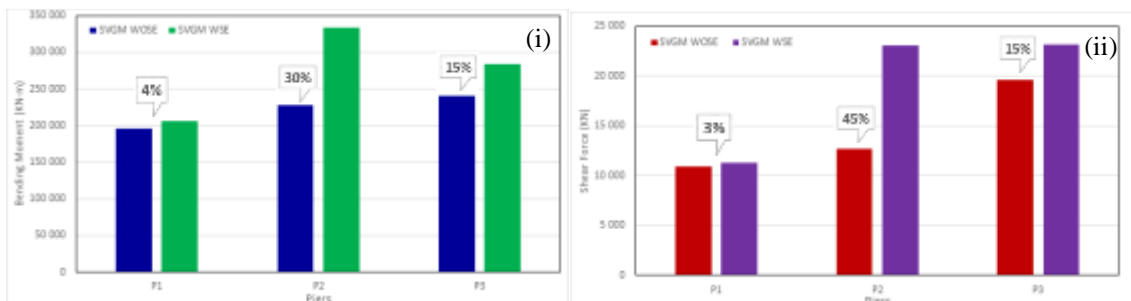 350 000
300 000
250 000
200 000
150 000
100 000
50 000
0
Bending Moment (KN-m)
SVGM WOSE SVGM WSE
(i)
4%
30%
15%
P1 P2 P3
Piers
25 000
20 000
15 000
10 000
5 000
0
Shear Force (KN)
SVGM WOSE SVGM WSE
(ii)
3%
45%
15%
P1 P2 P3
Piers